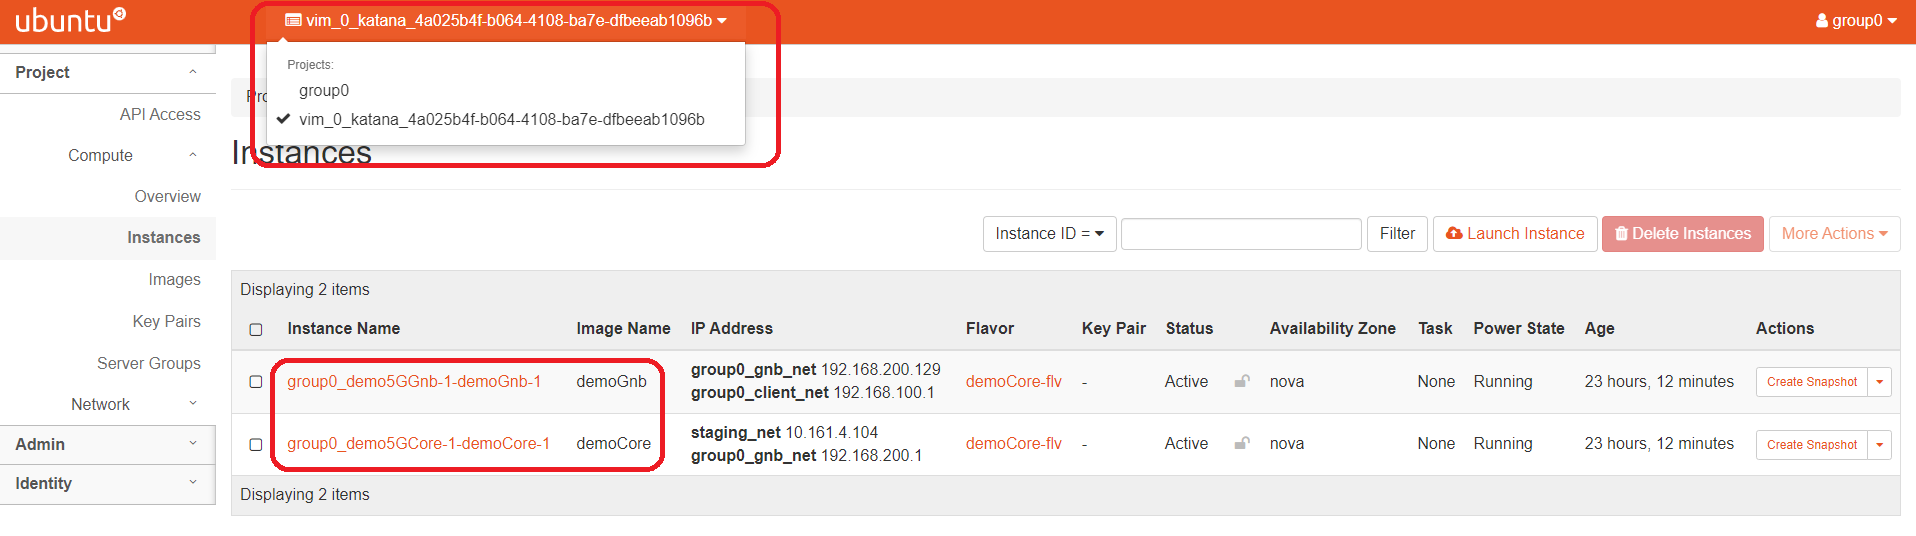 ubuntu
vim_0_katana_4a025b4f-b064-4108-ba7e-dfbeeab1096b
group0
Projects:
group0
vim_0_katana_4a025b4f-b064-4108-ba7e-dfbeeab1096b
Project
API Access
Compute
Overview
Instances
Images
Key Pairs
Server Groups
Network
Admin
Identity
Instances
Instance ID = Filter Launch Instance Delete Instances More Actions
Displaying 2 items
Instance Name Image Name IP Address Flavor Key Pair Status Availability Zone Task Power State Age Actions
group0_demo5GGnb-1-demoGnb-1 demoGnb group0_gnb_net 192.168.200.129 demoCore-flv - Active nova None Running 23 hours, 12 minutes Create Snapshot
group0_client_net 192.168.100.1
group0_demo5GCore-1-demoCore-1 demoCore staging_net 10.161.4.104 demoCore-flv - Active nova None Running 23 hours, 12 minutes Create Snapshot
group0_gnb_net 192.168.200.1
Displaying 2 items